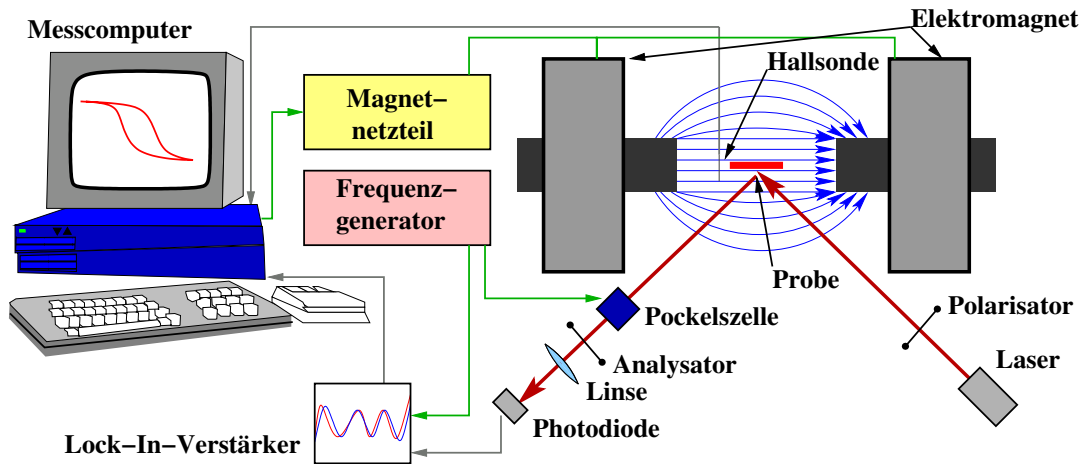 Messcomputer
Elektromagnet
Hallsonde
Magnet–
netzteil
Frequenz–
generator
Probe
Pockelszelle
Polarisator
Analysator
Laser
Linse
Photodiode
Lock–In–Verstärker